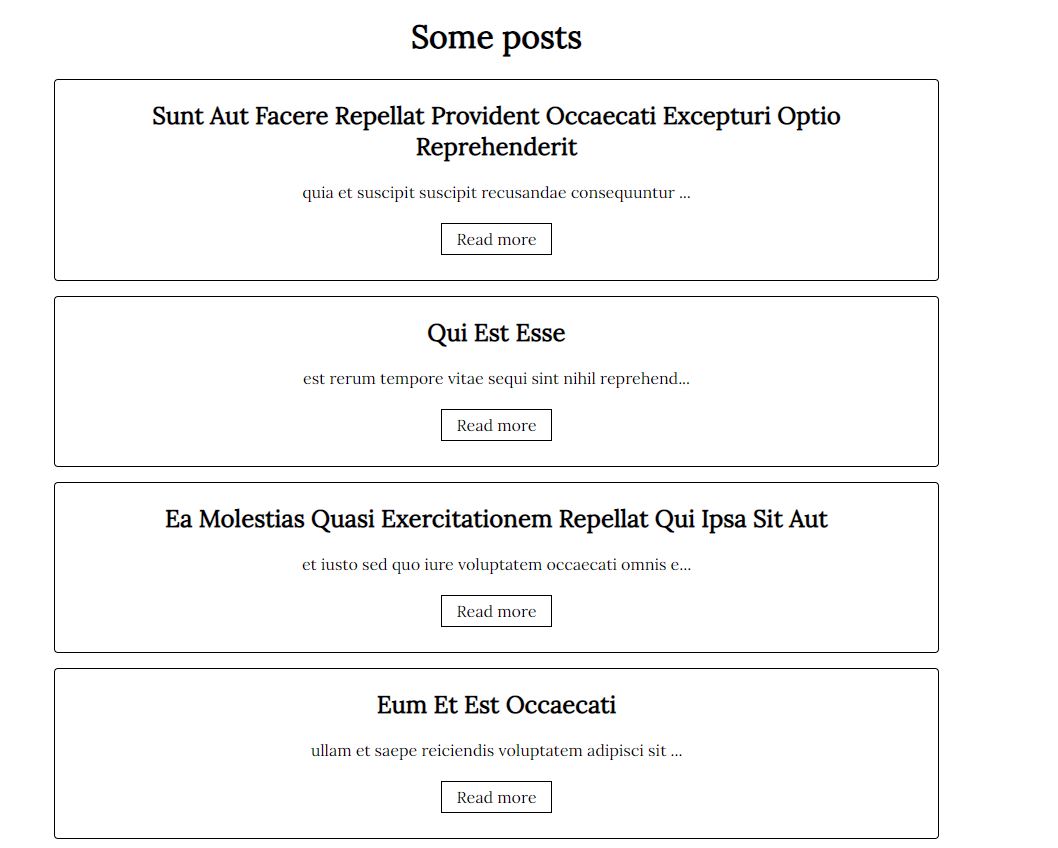 Some posts
Sunt Aut Facere Repellat Provident Occaecati Excepturi Optio
Reprehenderit
quia et suscipit suscipit recusandae consequuntur ...
Read more
Qui Est Esse
est rerum tempore vitae sequi sint nihil reprehend...
Read more
Ea Molestias Quasi Exercitationem Repellat Qui Ipsa Sit Aut
et iusto sed quo iure voluptatem occaecati omnis e...
Read more
Eum Et Est Occaecati
ullam et saepe reiciendis voluptatem adipisci sit ...
Read more